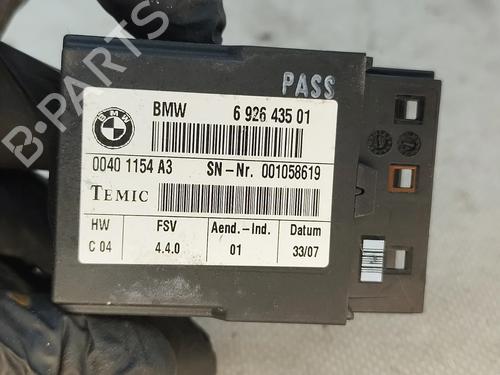 B-PARTS
PASS
BMW
BMW 6 926 435 01
0040 1154 A3 SN-Nr. 001058619
TEMIC
HW FSV Aend.-Ind. Datum
C 04 4.4.0 01 33/07